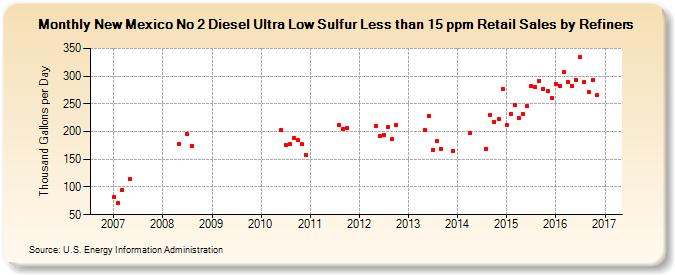 Monthly New Mexico No 2 Diesel Ultra Low Sulfur Less than 15 ppm Retail Sales by Refiners
Thousand Gallons per Day
350
300
250
200
150
100
50
2007 2008 2009 2010 2011 2012 2013 2014 2015 2016 2017
Source: U.S. Energy Information Administration